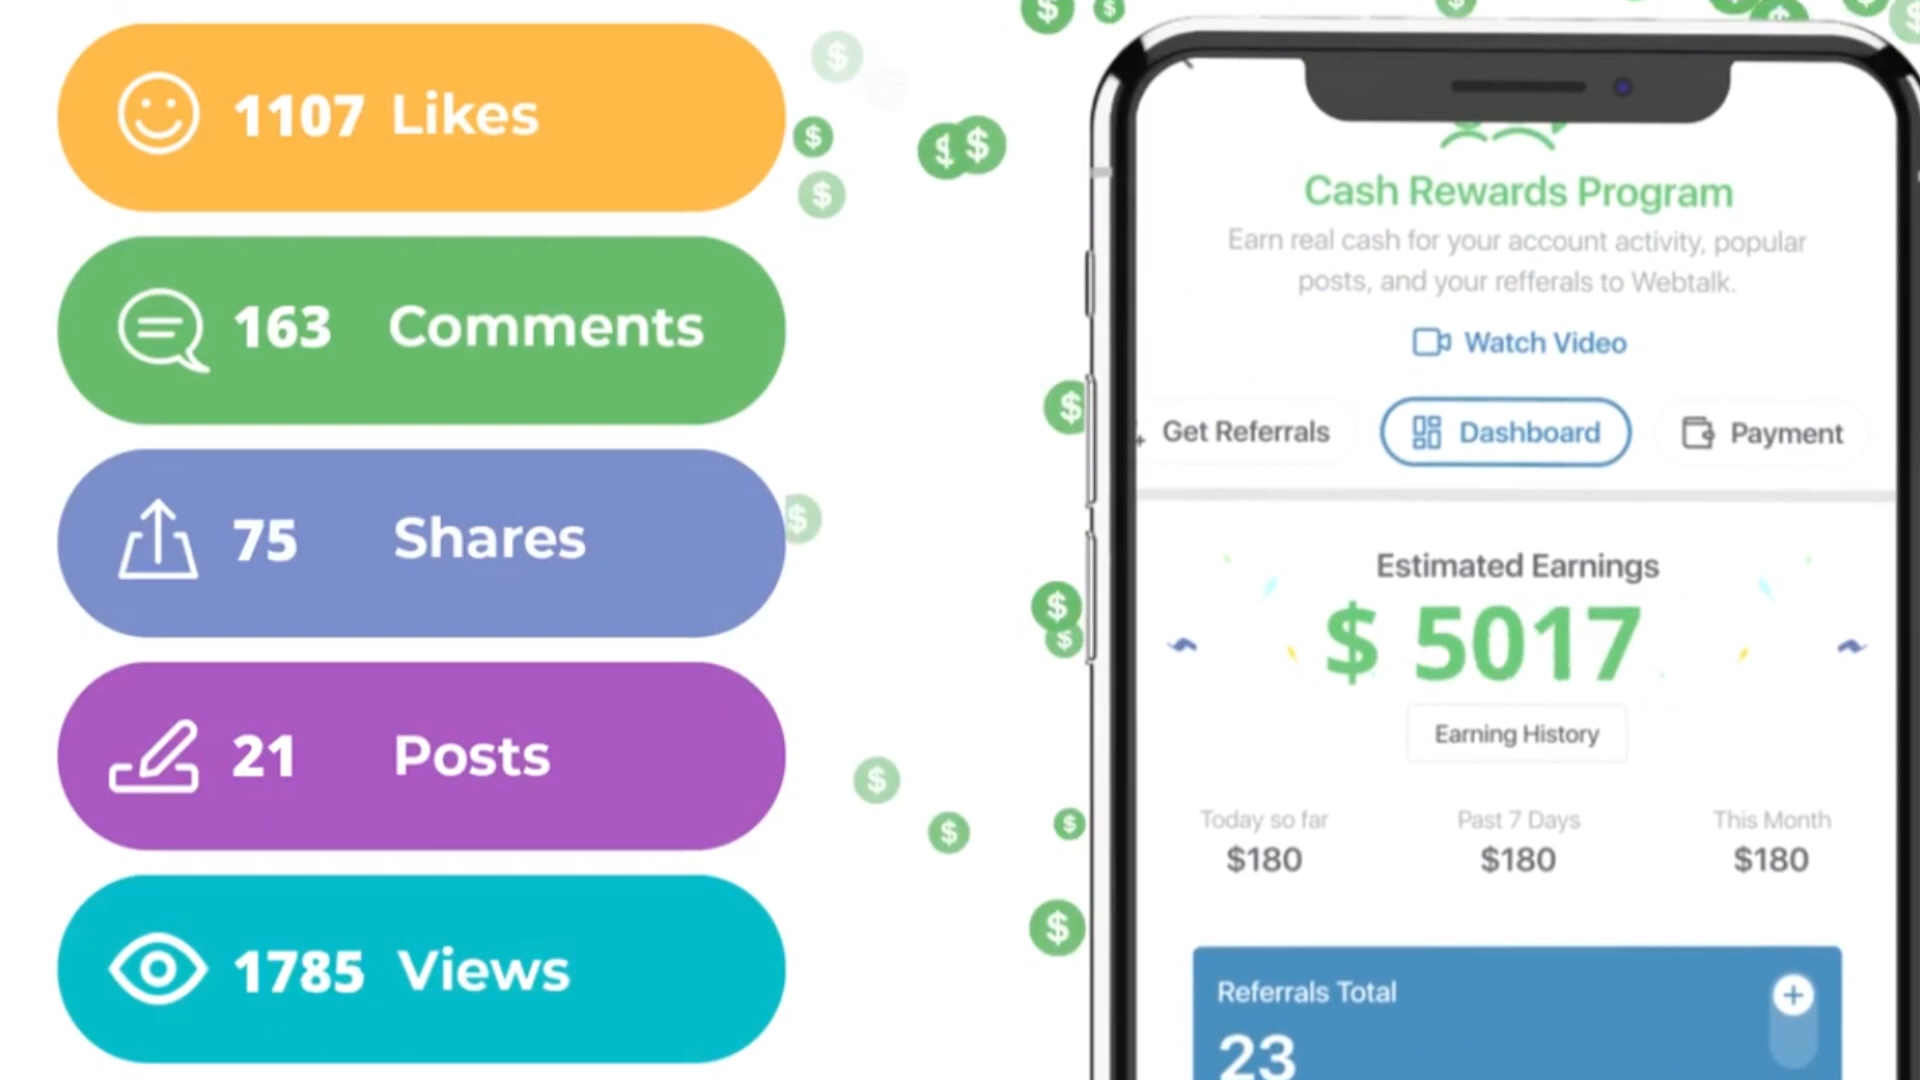 1107 Likes
163 Comments
75 Shares
21 Posts
1785 Views
Cash Rewards Program
Earn real cash for your account activity, popular
posts, and your refferals to Webtalk.
Watch Video
Get Referrals
Dashboard
Payment
Estimated Earnings
$ 5017
Earning History
Today so far
$180
Past 7 Days
$180
This Month
$180
Referrals Total
23